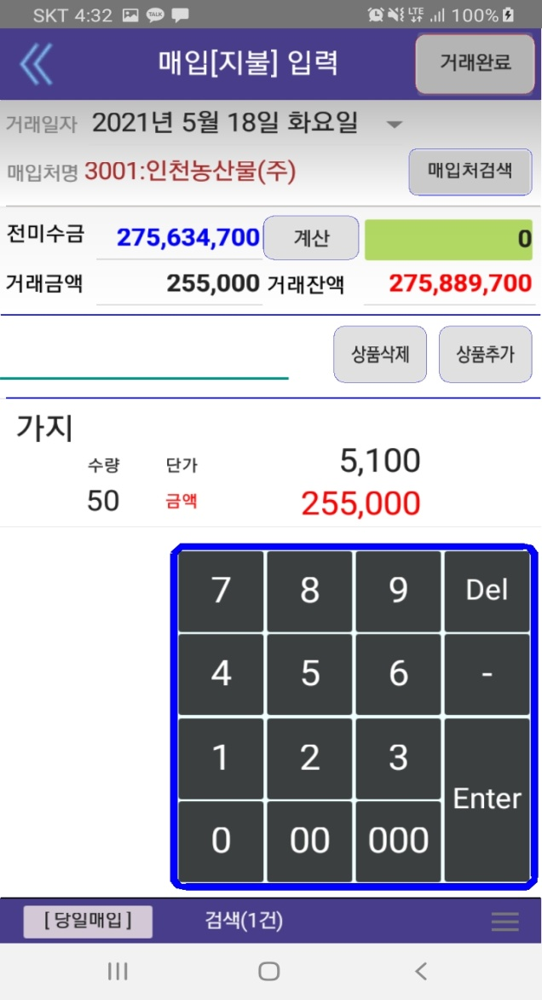 SKT 4:32 TALK LTE 100%
매입[지불] 입력 거래완료
거래일자 2021년 5월 18일 화요일
매입처명 3001:인천농산물(주) 매입처검색
전미수금 275,634,700 계산 0
거래금액 255,000 거래잔액 275,889,700
상품삭제 상품추가
가지
수량 단가 5,100
50 금액 255,000
7 8 9 Del
4 5 6 -
1 2 3
Enter
0 00 000
[당일매입] 검색(1건)